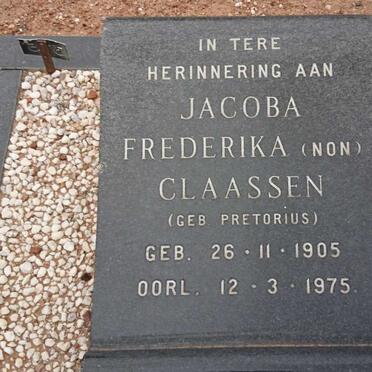 IN TERE
HERINNERING AAN
JACOBA
FREDERIKA (NON)
CLAASSEN
(GEB PRETORIUS)
GEB. 26·11·1905
OORL. 12·3·1975.